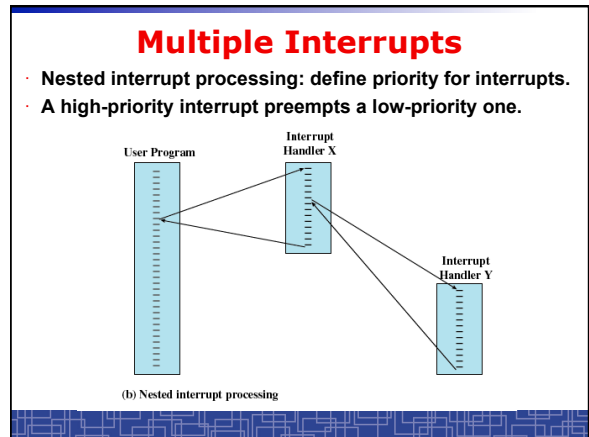 Multiple Interrupts
· Nested interrupt processing: define priority for interrupts.
· A high-priority interrupt preempts a low-priority one.
User Program
Interrupt
Handler X
Interrupt
Handler Y
(b) Nested interrupt processing